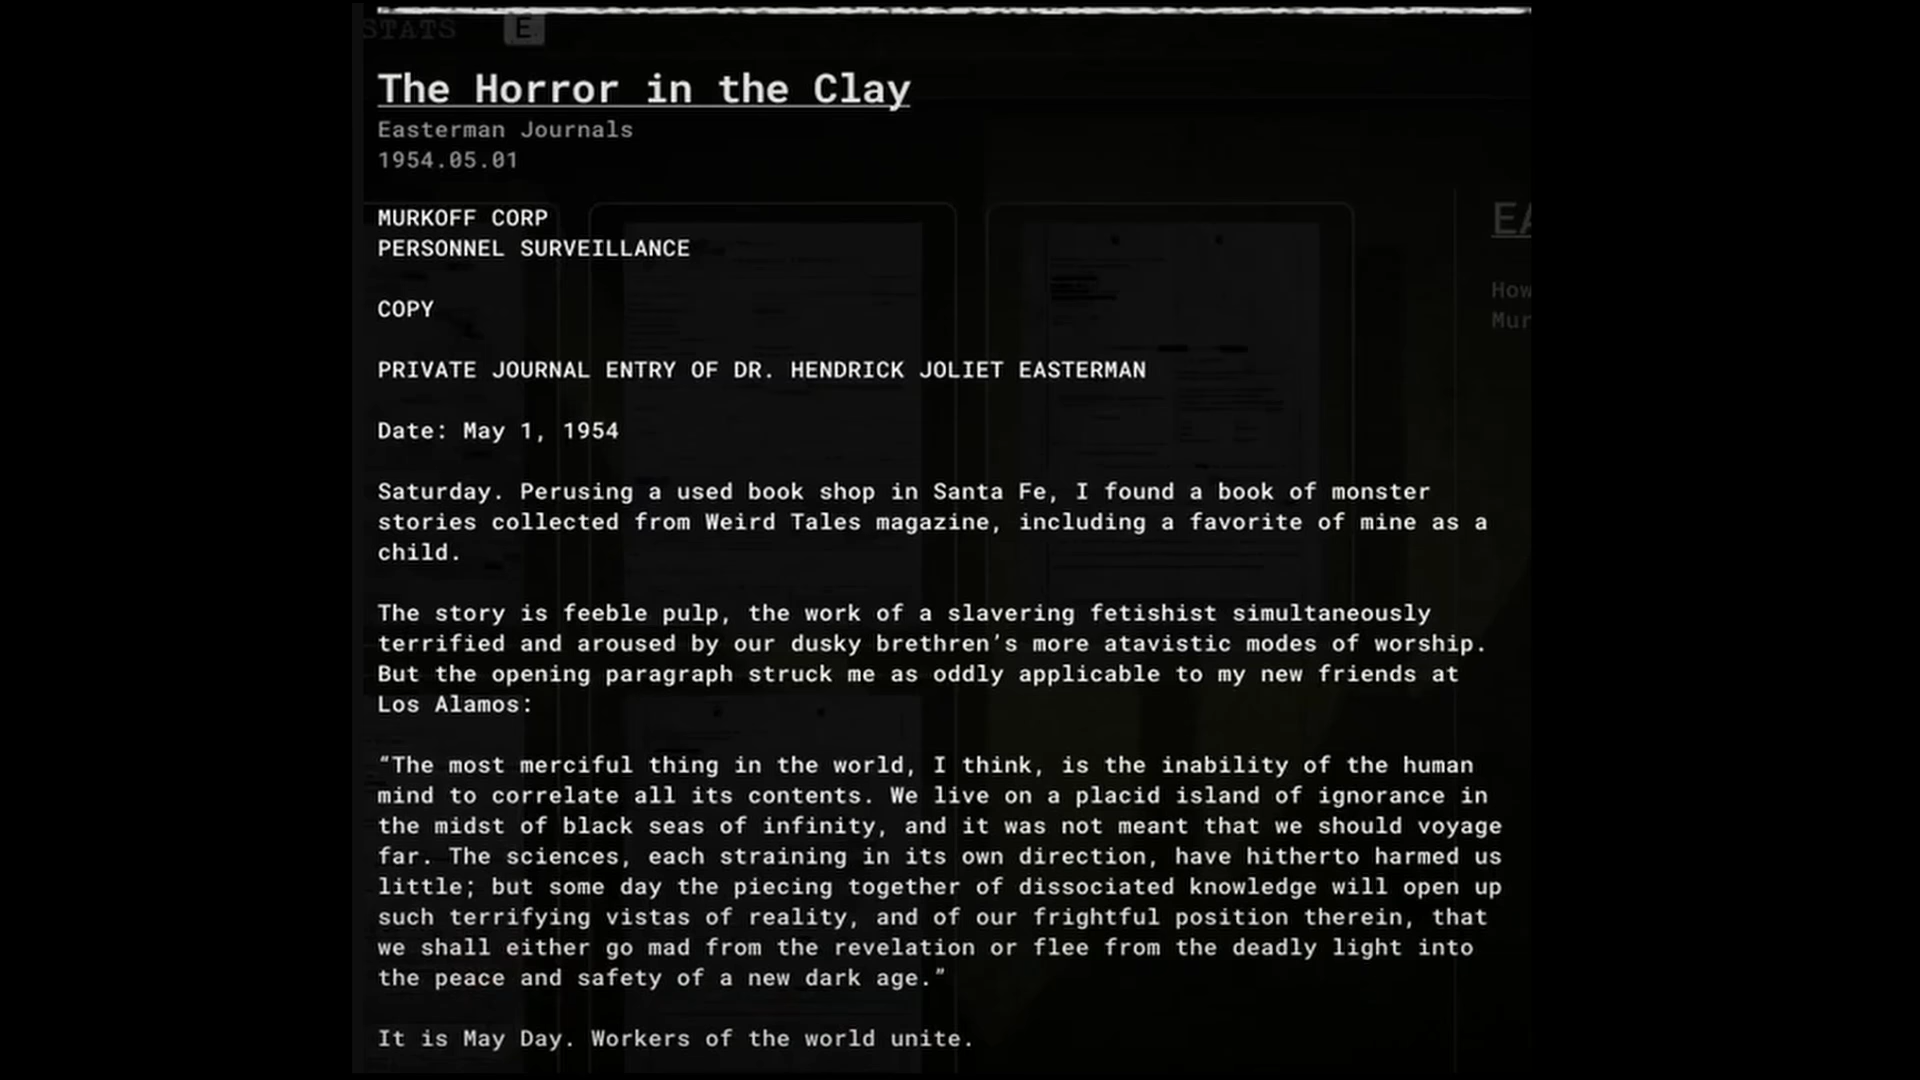 STATS E
The Horror in the Clay
Easterman Journals
1954.05.01
MURKOFF CORP
PERSONNEL SURVEILLANCE
COPY
PRIVATE JOURNAL ENTRY OF DR. HENDRICK JOLIET EASTERMAN
Date: May 1, 1954
Saturday. Perusing a used book shop in Santa Fe, I found a book of monster
stories collected from Weird Tales magazine, including a favorite of mine as a
child.
The story is feeble pulp, the work of a slavering fetishist simultaneously
terrified and aroused by our dusky brethren’s more atavistic modes of worship.
But the opening paragraph struck me as oddly applicable to my new friends at
Los Alamos:
“The most merciful thing in the world, I think, is the inability of the human
mind to correlate all its contents. We live on a placid island of ignorance in
the midst of black seas of infinity, and it was not meant that we should voyage
far. The sciences, each straining in its own direction, have hitherto harmed us
little; but some day the piecing together of dissociated knowledge will open up
such terrifying vistas of reality, and of our frightful position therein, that
we shall either go mad from the revelation or flee from the deadly light into
the peace and safety of a new dark age.”
It is May Day. Workers of the world unite.
EA
How
Mur